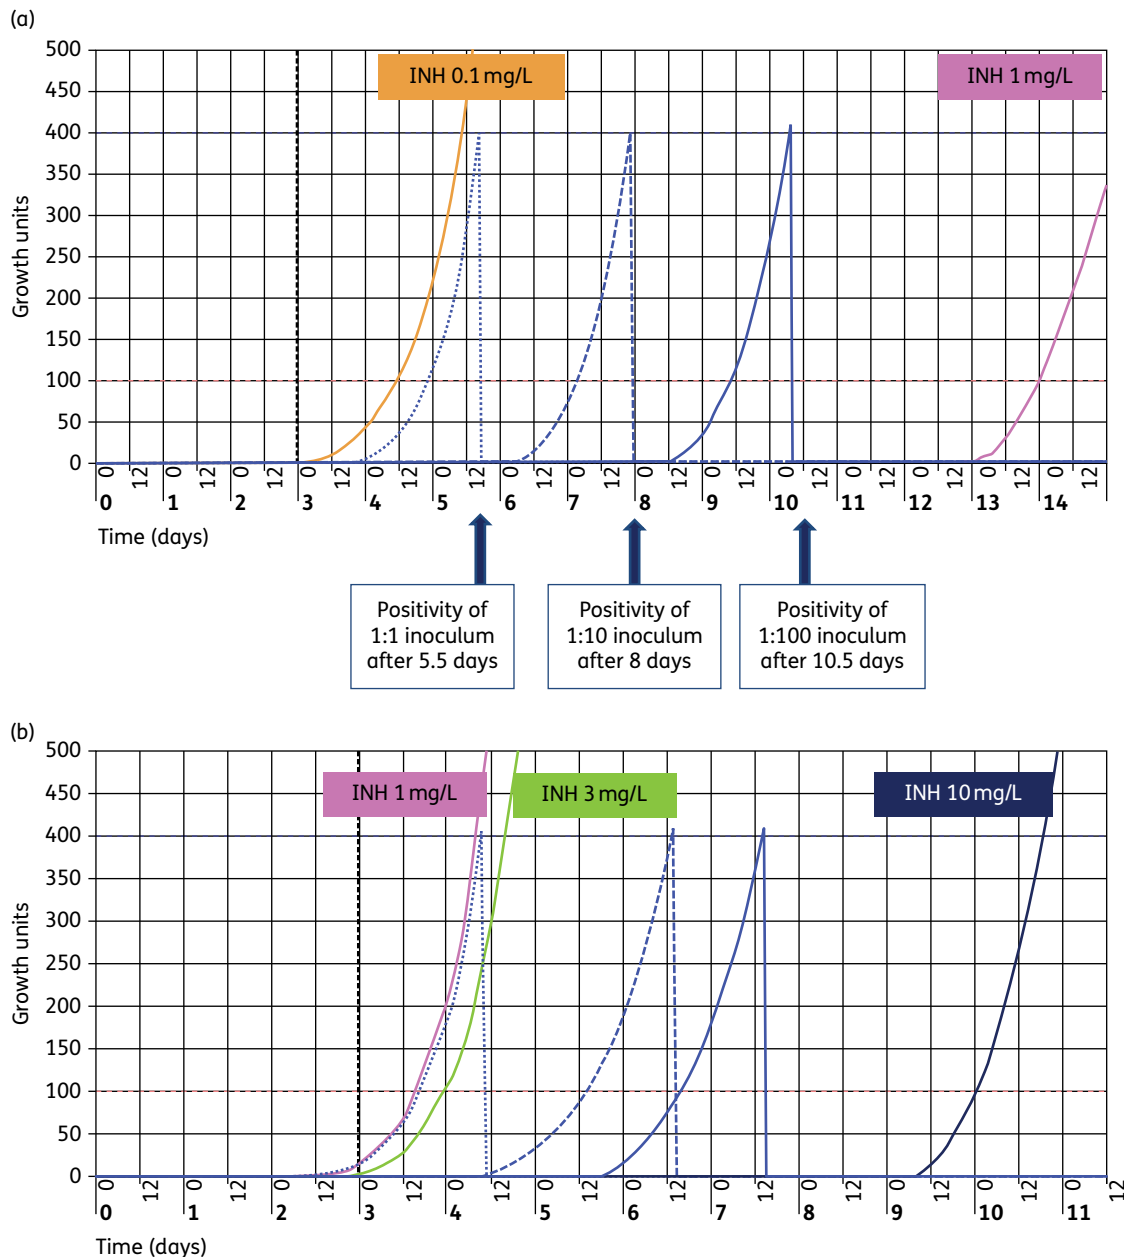 (a)
500
450
400
350
300
250
200
150
100
50
0
Growth units
INH 0.1 mg/L
INH 1 mg/L
0 12 0 12 0 12 0 12 0 12 0 12 0 12 0 12 0 12 0 12 0 12 0 12 0 12 0 12 0 12
0 1 2 3 4 5 6 7 8 9 10 11 12 13 14
Time (days)
Positivity of
1:1 inoculum
after 5.5 days
Positivity of
1:10 inoculum
after 8 days
Positivity of
1:100 inoculum
after 10.5 days
(b)
500
450
400
350
300
250
200
150
100
50
0
Growth units
INH 1 mg/L
INH 3 mg/L
INH 10 mg/L
0 12 0 12 0 12 0 12 0 12 0 12 0 12 0 12 0 12 0 12 0 12 0 12
0 1 2 3 4 5 6 7 8 9 10 11
Time (days)